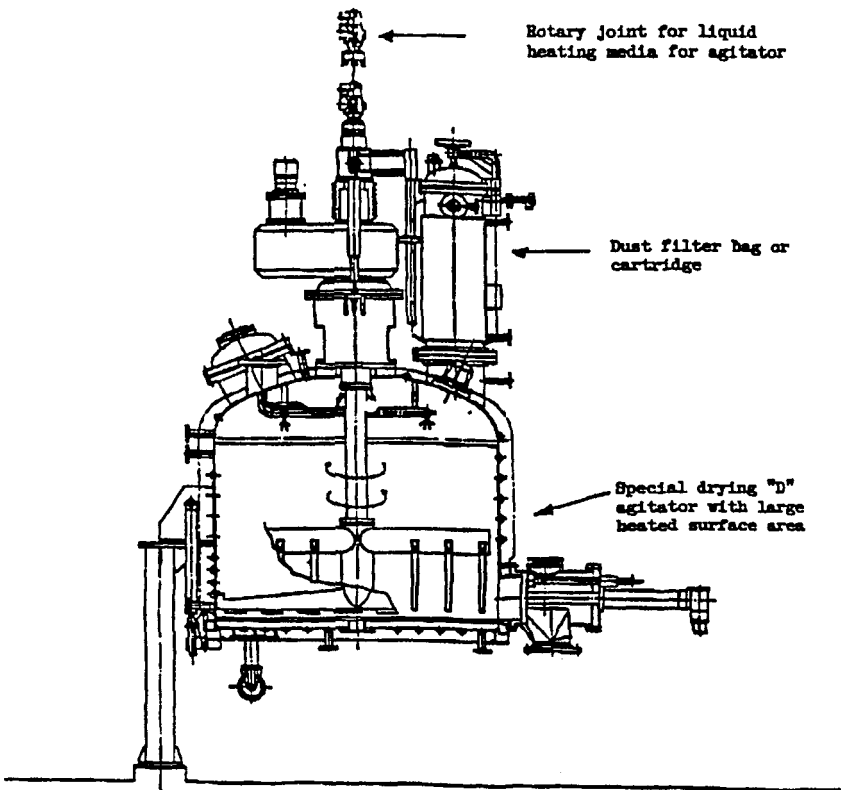 Rotary joint for liquid
heating media for agitator
Dust filter bag or
cartridge
Special drying "D"
agitator with large
heated surface area